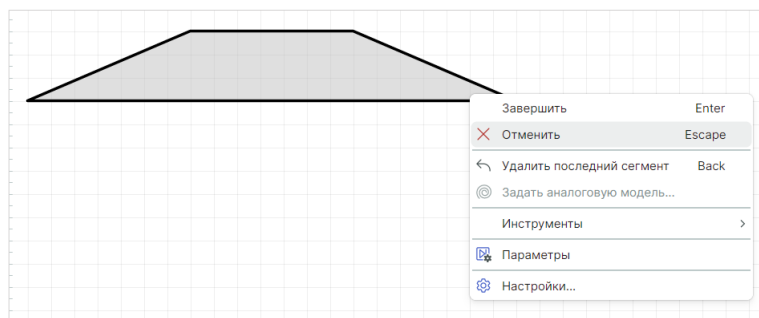 Завершить Enter
Отменить Escape
Удалить последний сегмент Back
Задать аналоговую модель...
Инструменты
Параметры
Настройки...